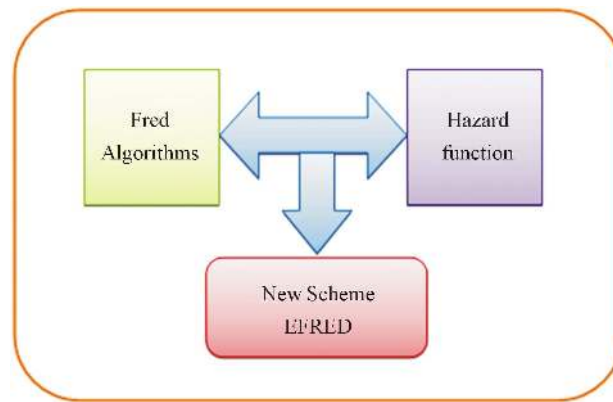 Fred
Algorithms
Hazard
function
New Scheme
EFRED